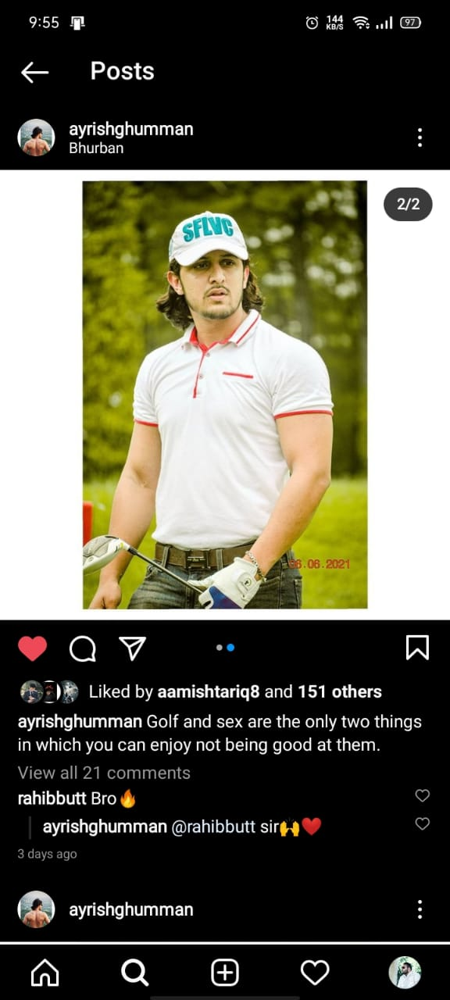 9:55
144
KB/S
97
Posts
ayrishghumman
Bhurban
2/2
SFLVC
06.06.2021
Liked by aamishtariq8 and 151 others
ayrishghumman Golf and sex are the only two things
in which you can enjoy not being good at them.
View all 21 comments
rahibbutt Bro🔥
ayrishghumman @rahibbutt sir🙌❤️
3 days ago
ayrishghumman